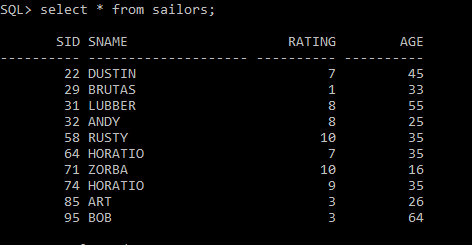 SQL> select * from sailors;
SID SNAME RATING AGE
---------- -------------------- ---------- ----------
22 DUSTIN 7 45
29 BRUTAS 1 33
31 LUBBER 8 55
32 ANDY 8 25
58 RUSTY 10 35
64 HORATIO 7 35
71 ZORBA 10 16
74 HORATIO 9 35
85 ART 3 26
95 BOB 3 64